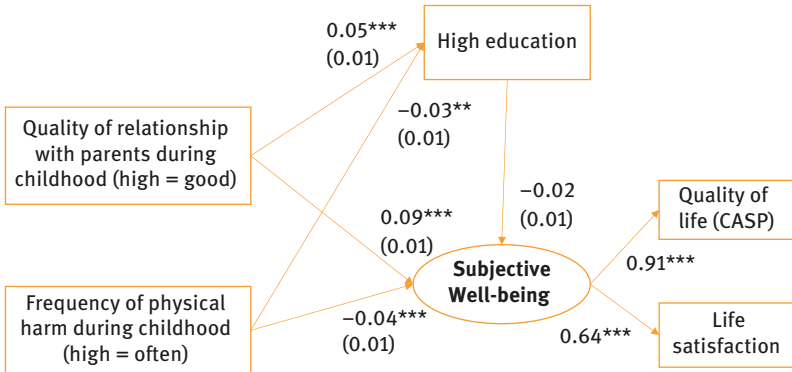 0.05***
(0.01)
High education
−0.03**
(0.01)
Quality of relationship
with parents during
childhood (high = good)
−0.02
(0.01)
Quality of
life (CASP)
0.09***
(0.01)
Subjective
Well-being
0.91***
Frequency of physical
harm during childhood
(high = often)
−0.04***
(0.01)
0.64***
Life
satisfaction